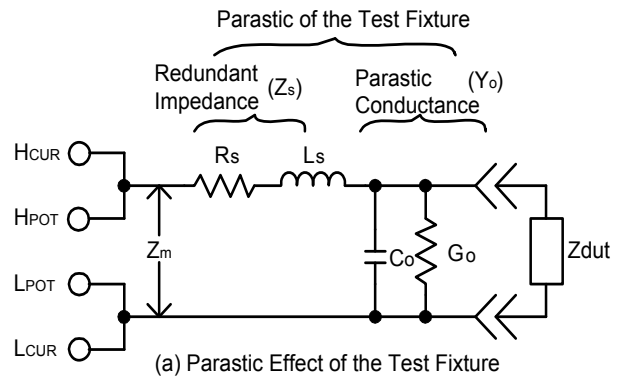 Parastic of the Test Fixture
Redundant
Impedance (Zs)
Parastic
Conductance (Yo)
HCUR
Rs
Ls
HPOT
Zm
Co
Go
Zdut
LPOT
LCUR
(a) Parastic Effect of the Test Fixture